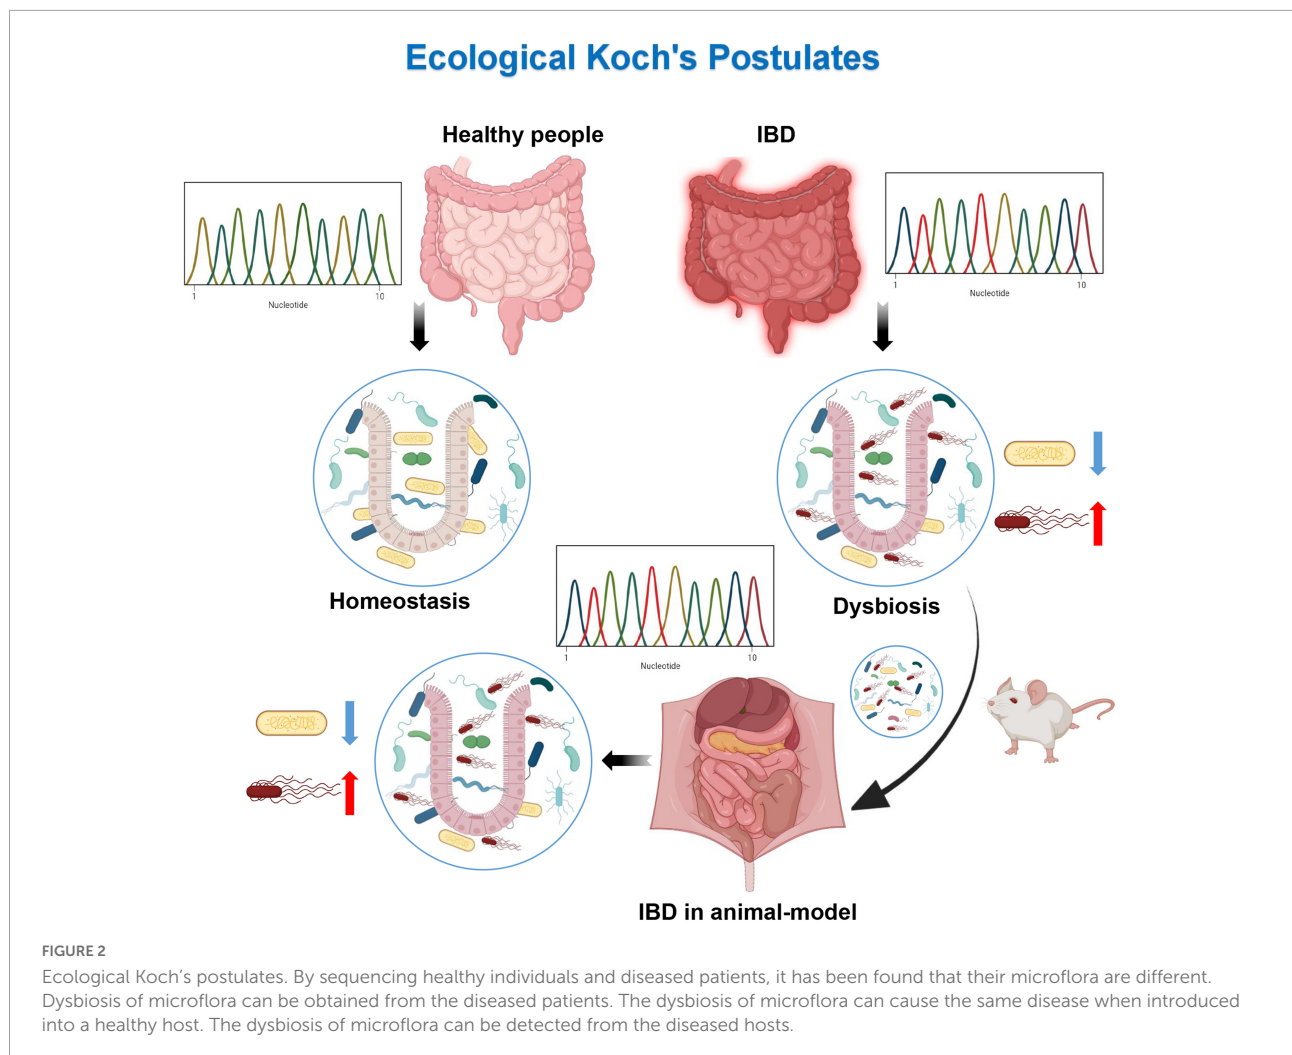 Ecological Koch's Postulates
Healthy people
IBD
1
10
Nucleotide
1
10
Nucleotide
Homeostasis
Dysbiosis
1
10
Nucleotide
IBD in animal-model
FIGURE 2
Ecological Koch’s postulates. By sequencing healthy individuals and diseased patients, it has been found that their microflora are different.
Dysbiosis of microflora can be obtained from the diseased patients. The dysbiosis of microflora can cause the same disease when introduced
into a healthy host. The dysbiosis of microflora can be detected from the diseased hosts.